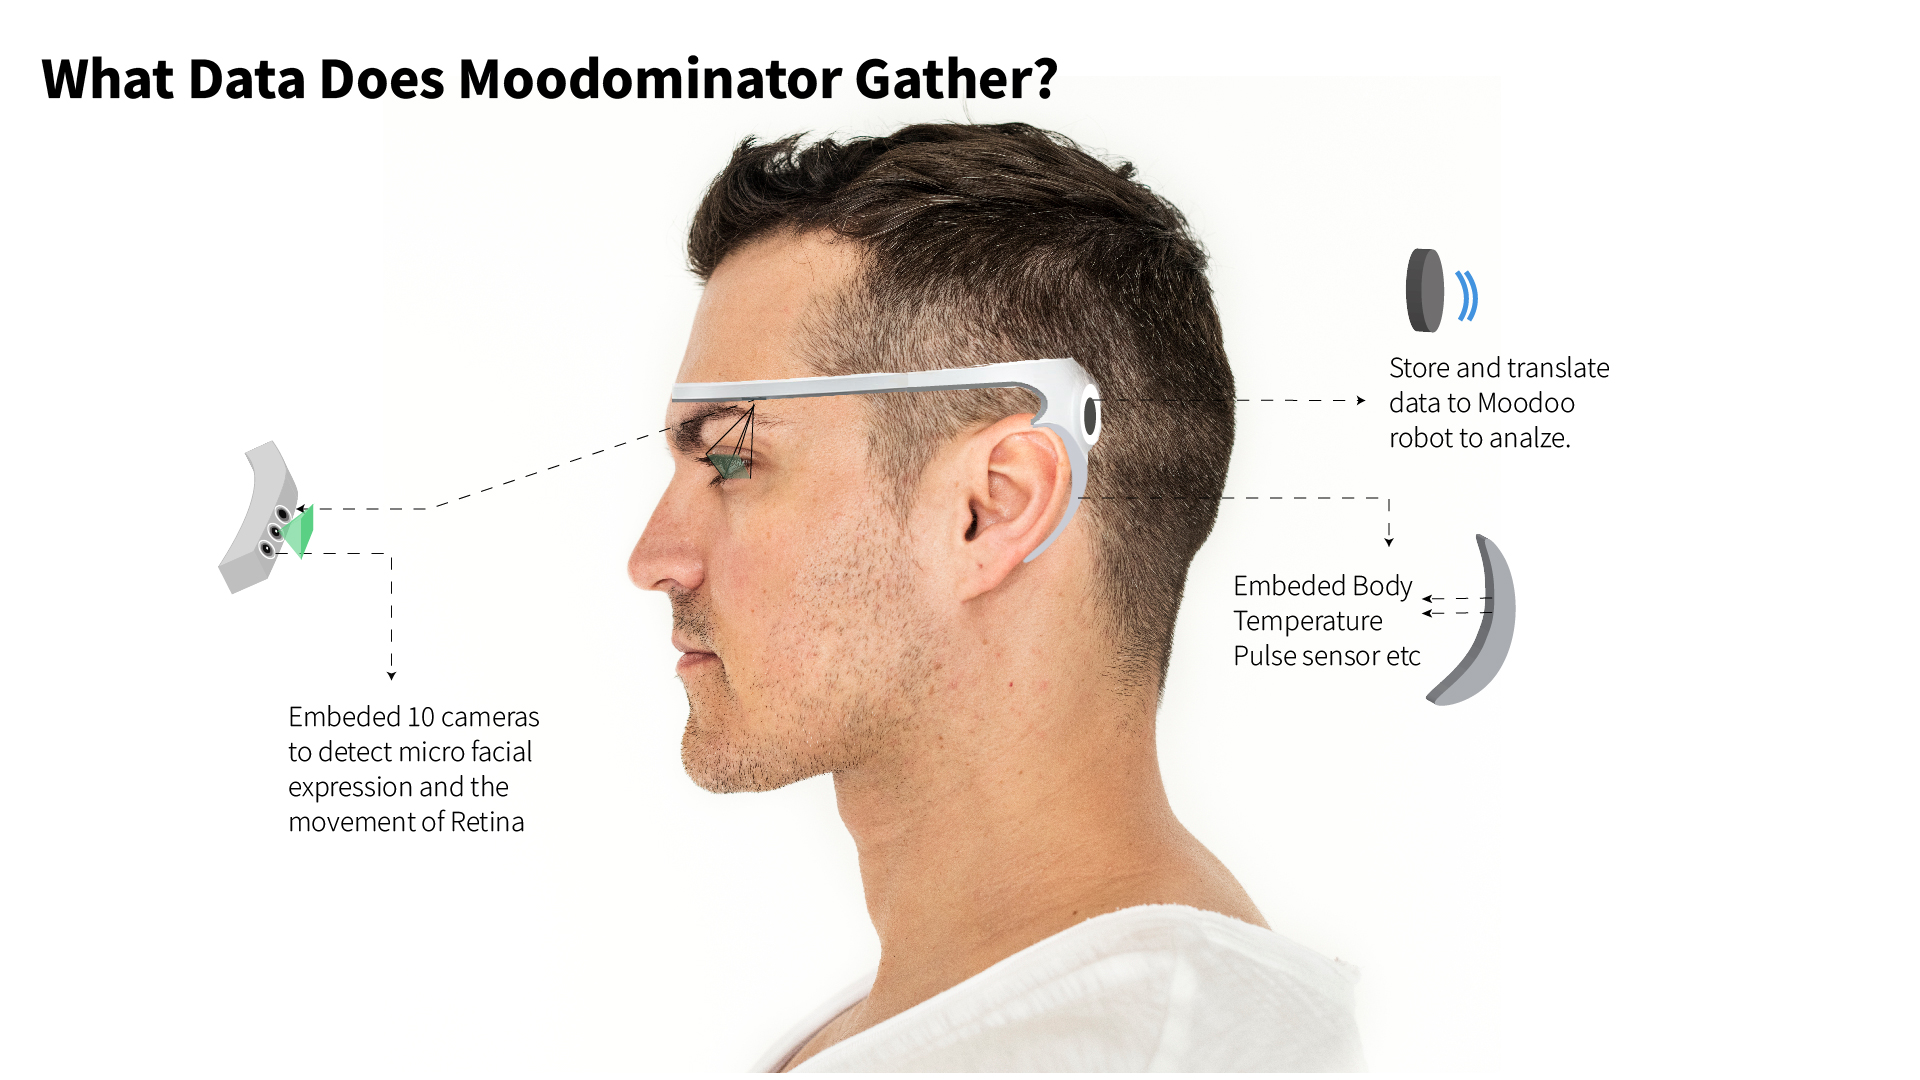 What Data Does Moodominator Gather?
Store and translate
data to Moodoo
robot to analze.
Embeded Body
Temperature
Pulse sensor etc
Embeded 10 cameras
to detect micro facial
expression and the
movement of Retina